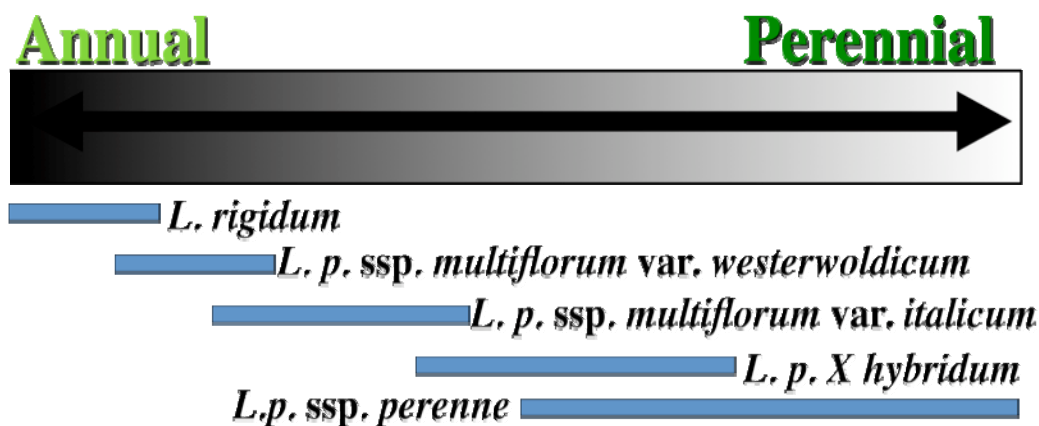 Annual Perennial
L. rigidum
L. p. ssp. multiflorum var. westerwoldicum
L. p. ssp. multiflorum var. italicum
L. p. X hybridum
L.p. ssp. perenne